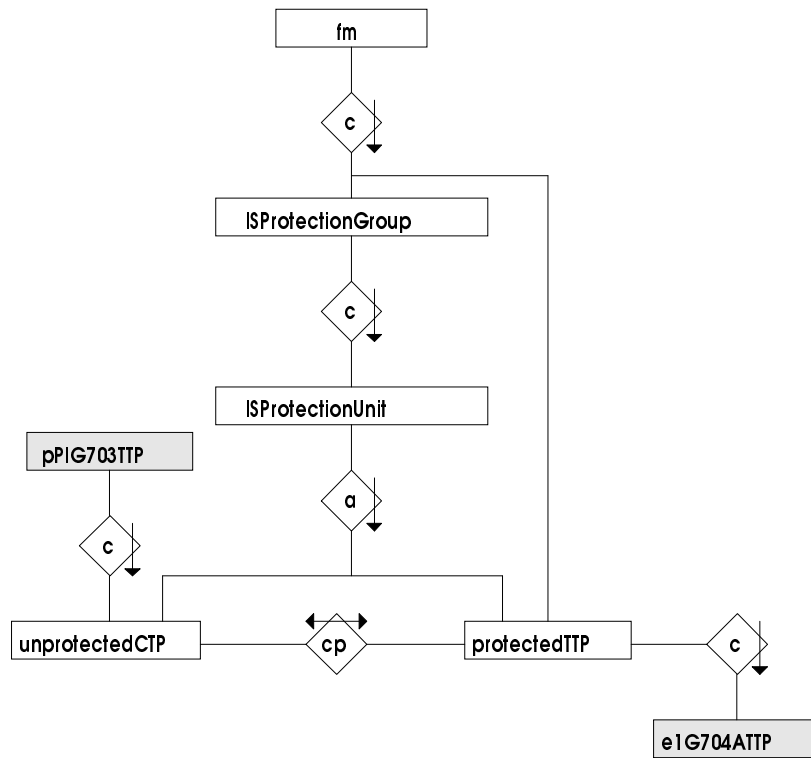 fm
c
lSProtectionGroup
c
lSProtectionUnit
pPIG703TTP
a
c
unprotectedCTP
cp
protectedTTP
c
e1G704ATTP